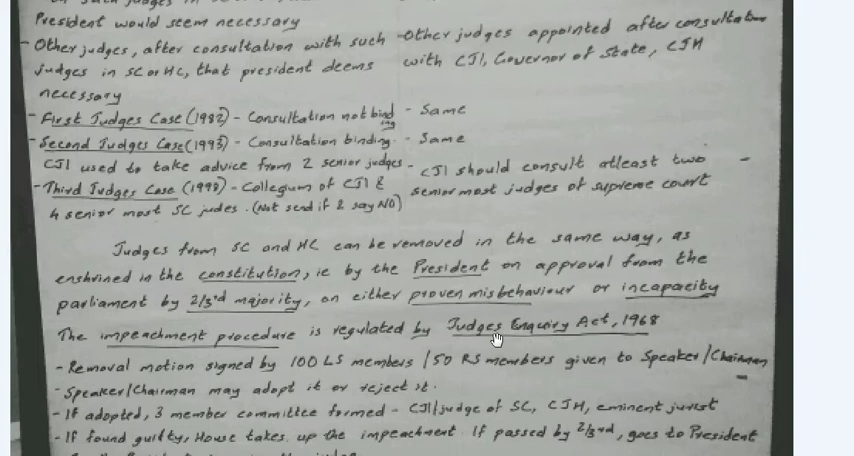 President would seem necessary
- Other judges, after consultation with such
judges in SC or HC, that president deems
necessary
- Other judges appointed after consultation
with CJI, Governor of State, CJH
- First Judges Case (1982) - Consultation not binding - Same
- Second Judges Case (1993) - Consultation binding. - Same
CJI used to take advice from 2 senior judges - CJI should consult atleast two
- Third Judges Case (1998) - Collegium of CJI & senior most judges of supreme court
4 senior most SC judes. (Not send if 2 say NO)
Judges from SC and HC can be removed in the same way, as
enshrined in the constitution, ie by the President on approval from the
parliament by 2/3rd majority, on either proven misbehaviour or incapacity
The impeachment procedure is regulated by Judges Enquiry Act, 1968
- Removal motion signed by 100 LS members / 50 RS members given to Speaker/Chairman
- Speaker/Chairman may adopt it or reject it.
- If adopted, 3 member committee formed - CJI/judge of SC, CJH, eminent jurist
- If found guilty, House takes up the impeachment. If passed by 2/3rd, goes to President